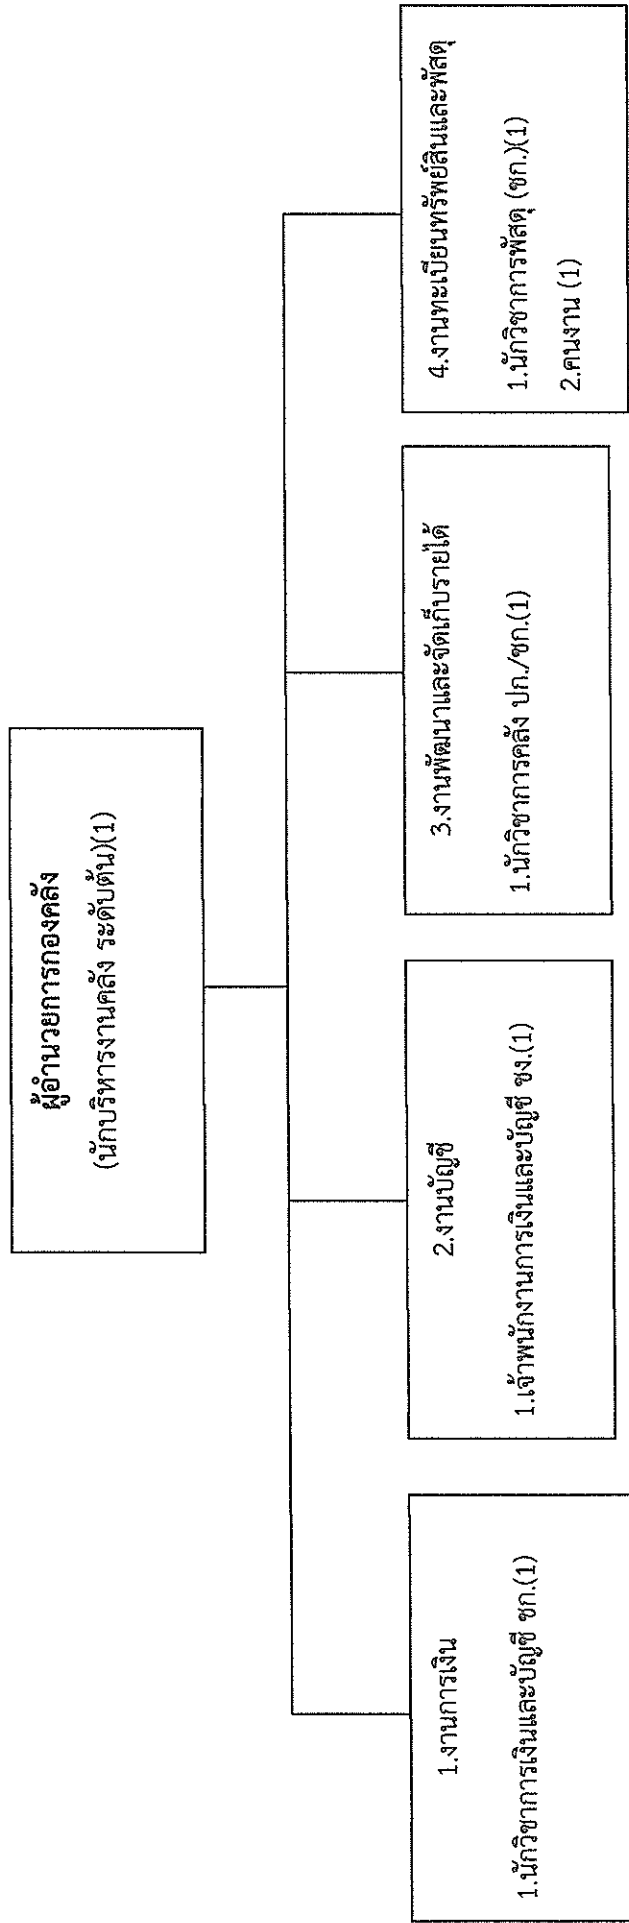 ผู้อำนวยการกองคลัง
(นักบริหารงานคลัง ระดับต้น)(1)
1.งานการเงิน
1.นักวิชาการเงินและบัญชี ชก.(1)
2.งานบัญชี
1.เจ้าพนักงานการเงินและบัญชี ชง.(1)
3.งานพัฒนาและจัดเก็บรายได้
1.นักวิชาการคลัง ปก./ชก.(1)
4.งานทะเบียนทรัพย์สินและพัสดุ
1.นักวิชาการพัสดุ (ชก.)(1)
2.คนงาน (1)